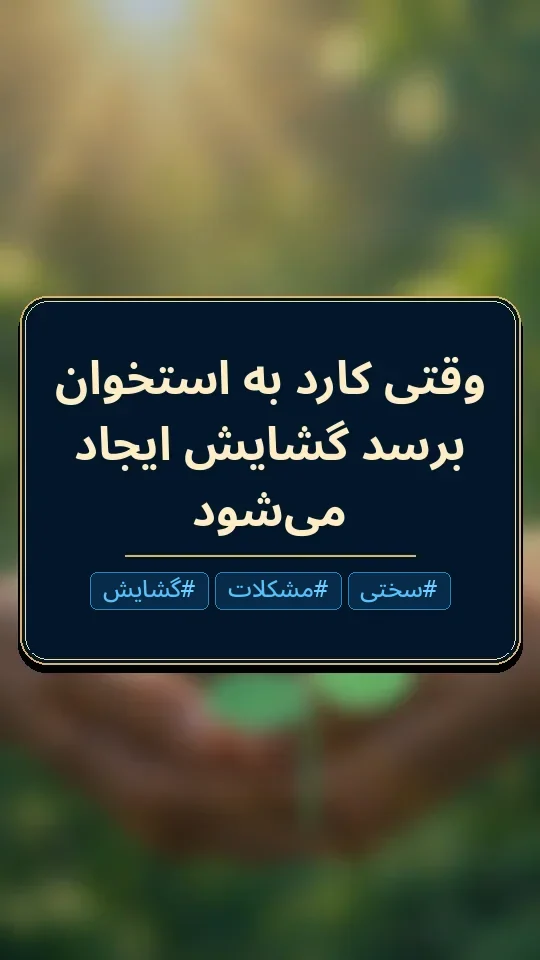 وقتی کارد به استخوان
برسد گشایش ایجاد
می‌شود
#سختی #مشکلات #گشایش